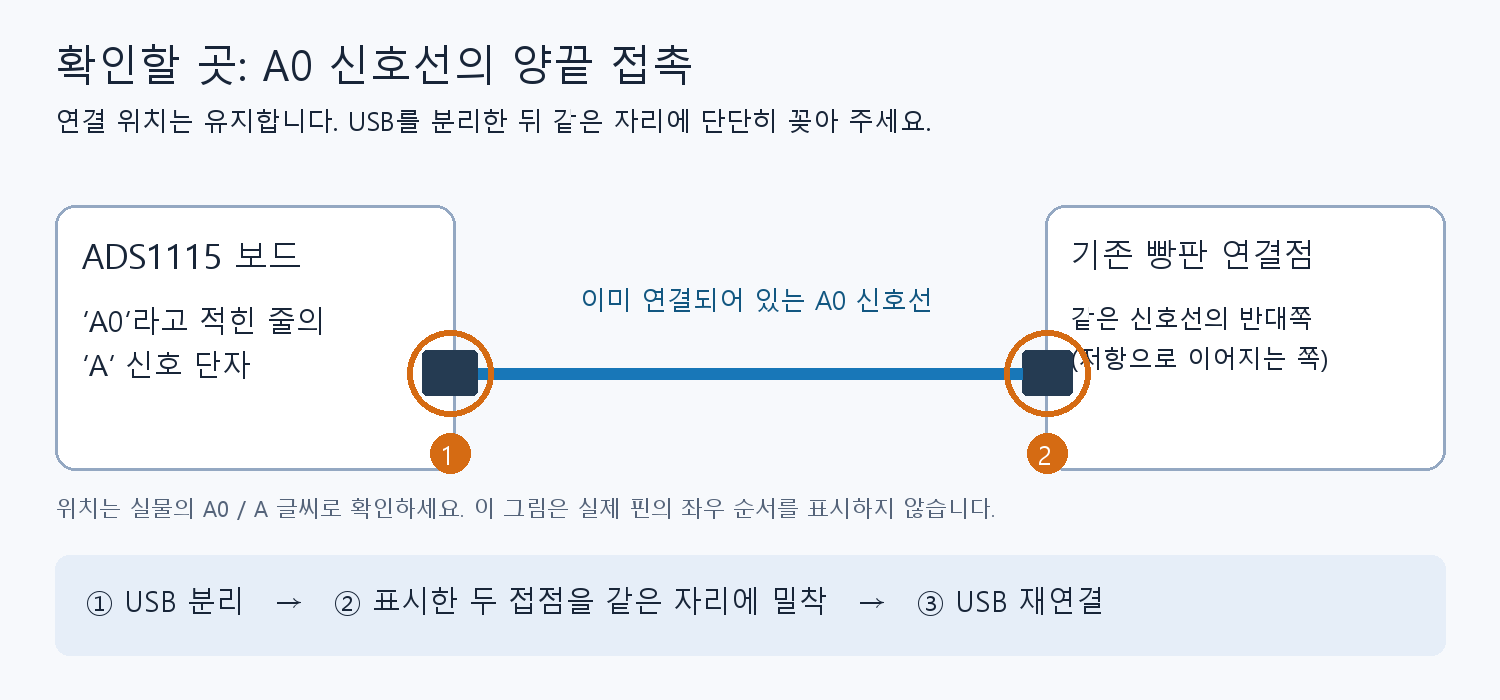 확인할 곳: A0 신호선의 양끝 접촉
연결 위치는 유지합니다. USB를 분리한 뒤 같은 자리에 단단히 꽂아 주세요.
ADS1115 보드
'A0'라고 적힌 줄의
'A' 신호 단자
이미 연결되어 있는 A0 신호선
기존 빵판 연결점
같은 신호선의 반대쪽
(저항으로 이어지는 쪽)
1
2
위치는 실물의 A0 / A 글씨로 확인하세요. 이 그림은 실제 핀의 좌우 순서를 표시하지 않습니다.
① USB 분리 → ② 표시한 두 접점을 같은 자리에 밀착 → ③ USB 재연결